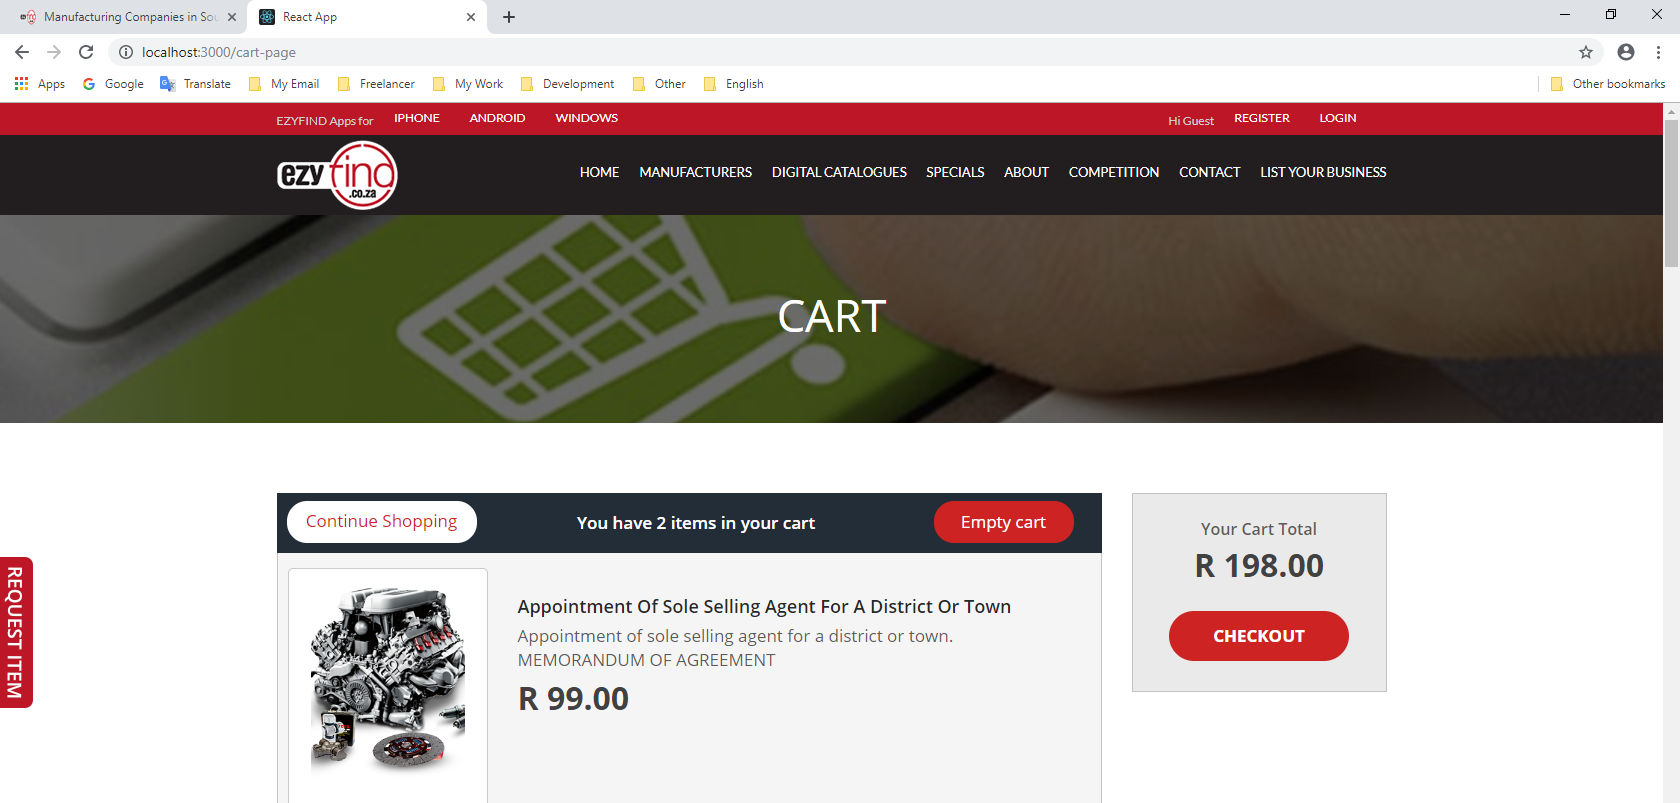 Manufacturing Companies in Sou
React App
localhost:3000/cart-page
Apps Google Translate My Email Freelancer My Work Development Other English Other bookmarks
EZYFIND Apps for IPHONE ANDROID WINDOWS Hi Guest REGISTER LOGIN
ezyfind
.co.za
HOME MANUFACTURERS DIGITAL CATALOGUES SPECIALS ABOUT COMPETITION CONTACT LIST YOUR BUSINESS
CART
Continue Shopping You have 2 items in your cart Empty cart
Appointment Of Sole Selling Agent For A District Or Town
Appointment of sole selling agent for a district or town.
MEMORANDUM OF AGREEMENT
R 99.00
Your Cart Total
R 198.00
CHECKOUT
REQUEST ITEM